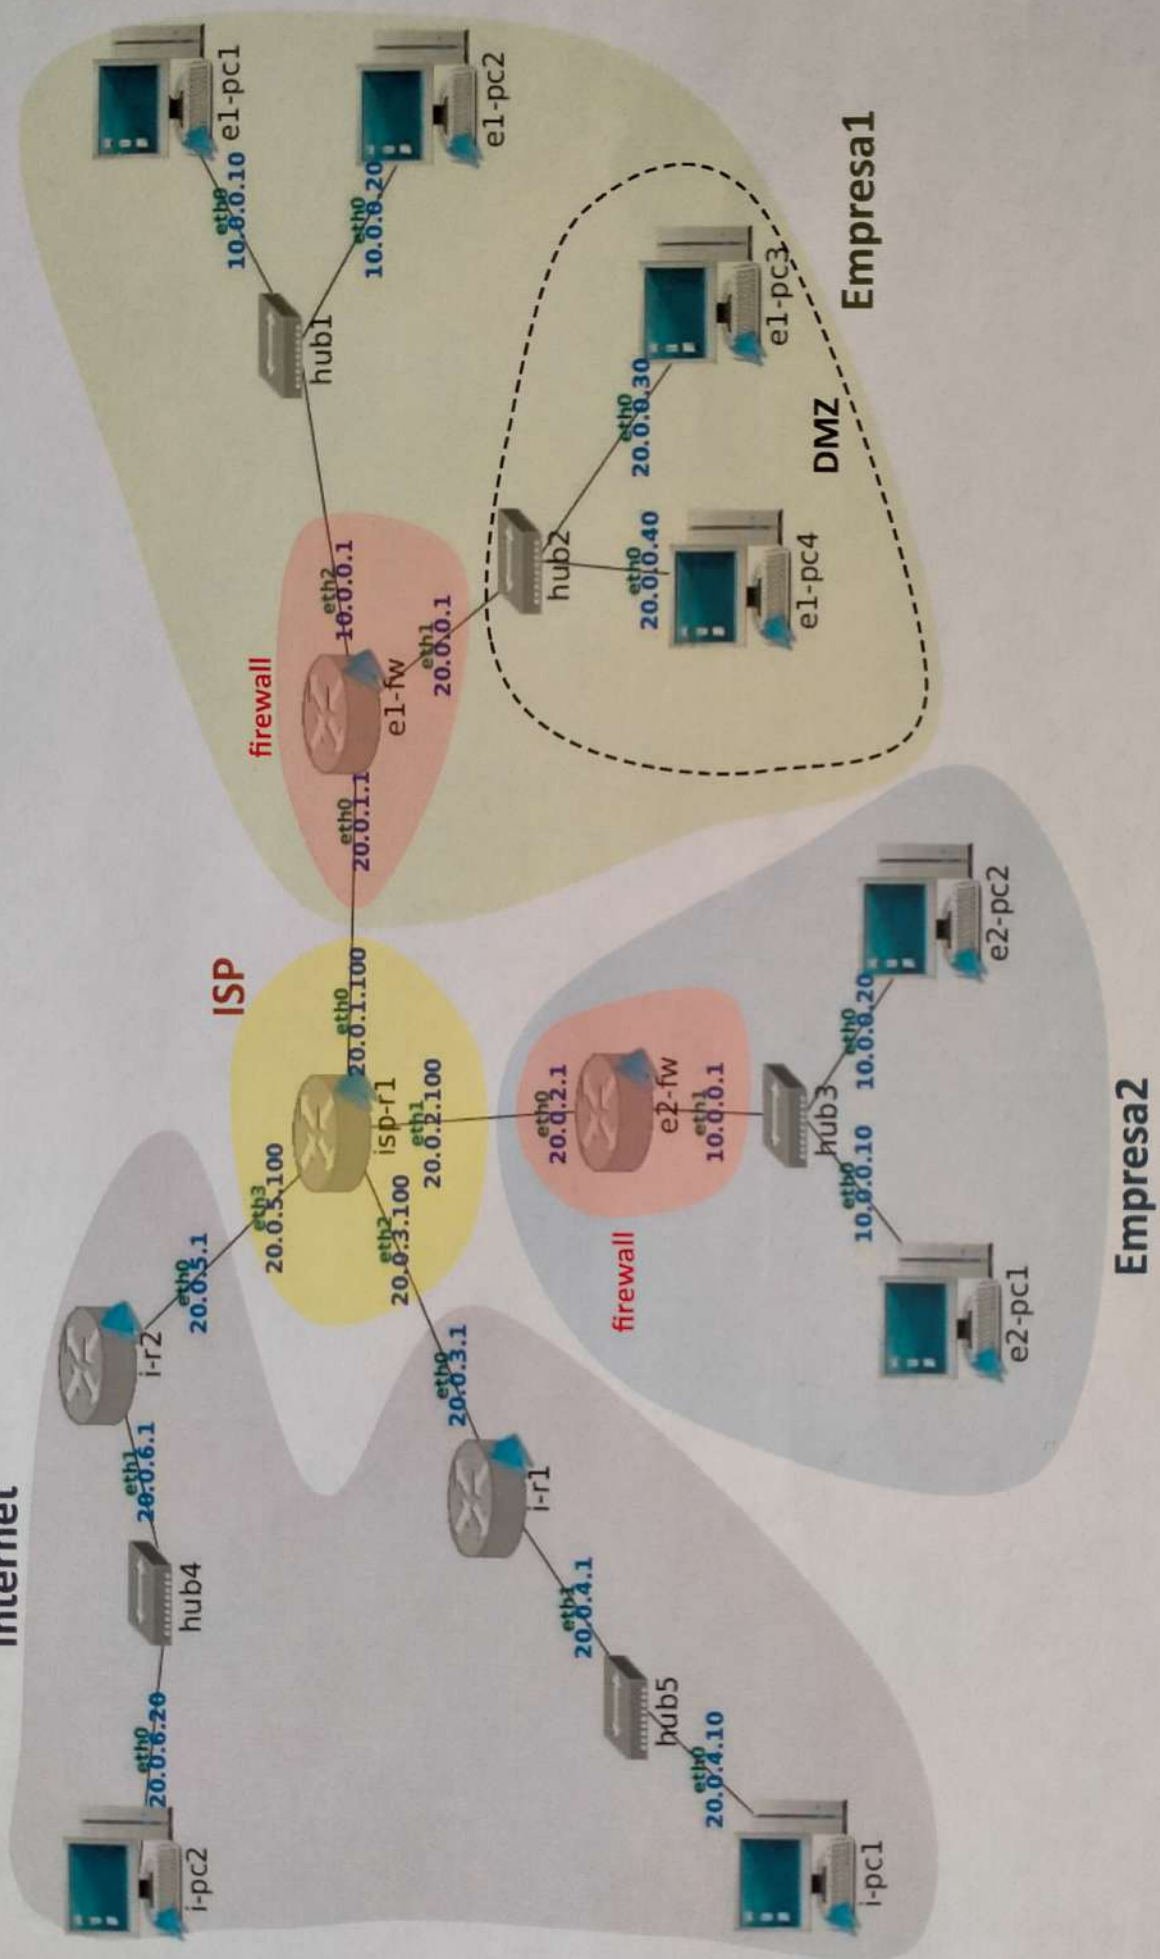 Internet
i-pc2
eth0
20.0.6.20
hub4
eth1
20.0.6.1
i-r2
eth0
20.0.5.1
eth3
20.0.5.100
ISP
isp-r1
eth0
20.0.1.100
eth1
20.0.2.100
eth2
20.0.3.100
eth0
20.0.3.1
i-r1
eth1
20.0.4.1
hub5
eth0
20.0.4.10
i-pc1
firewall
eth0
20.0.1.1
e1-fw
eth2
10.0.0.1
eth1
20.0.0.1
hub1
eth0
10.0.0.10
e1-pc1
eth0
10.0.0.20
e1-pc2
hub2
eth0
20.0.0.40
e1-pc4
eth0
20.0.0.30
e1-pc3
DMZ
Empresa1
firewall
eth0
20.0.2.1
e2-fw
eth1
10.0.0.1
hub3
eth0
10.0.0.10
e2-pc1
eth0
10.0.0.20
e2-pc2
Empresa2